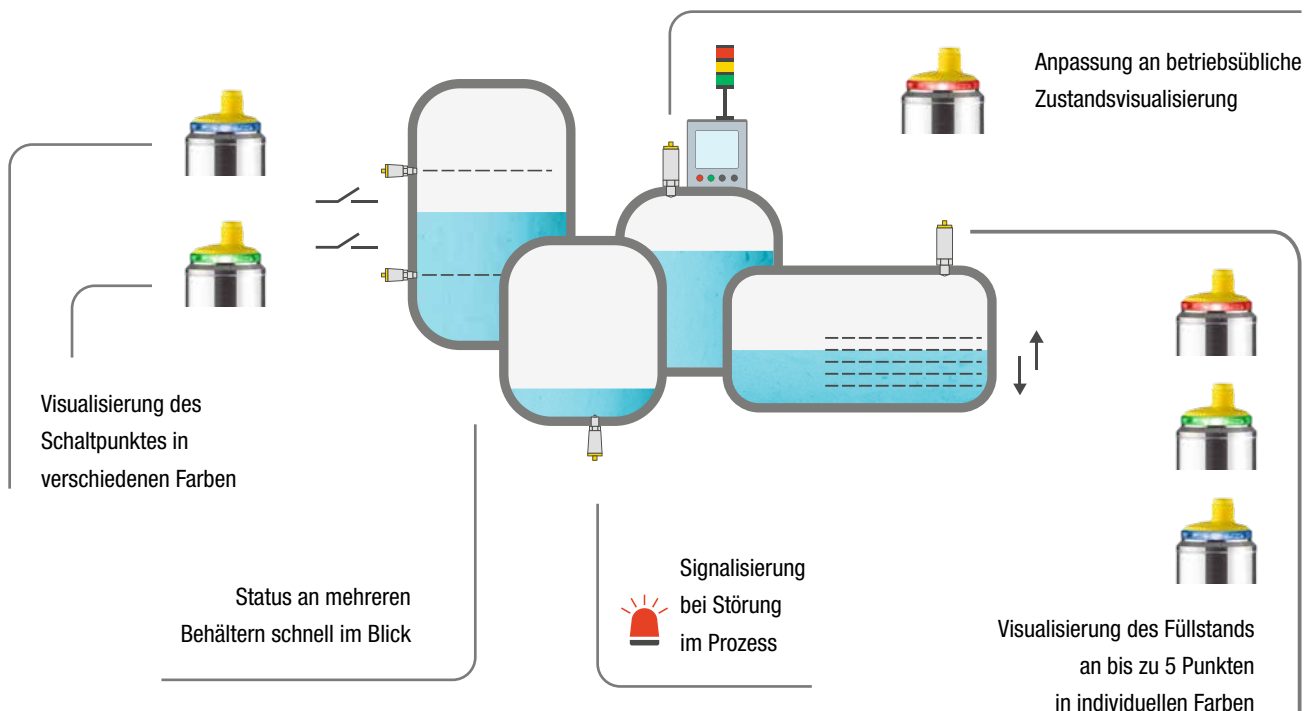 Anpassung an betriebsübliche
Zustandsvisualisierung
Visualisierung des
Schaltpunktes in
verschiedenen Farben
Status an mehreren
Behältern schnell im Blick
Signalisierung
bei Störung
im Prozess
Visualisierung des Füllstands
an bis zu 5 Punkten
in individuellen Farben